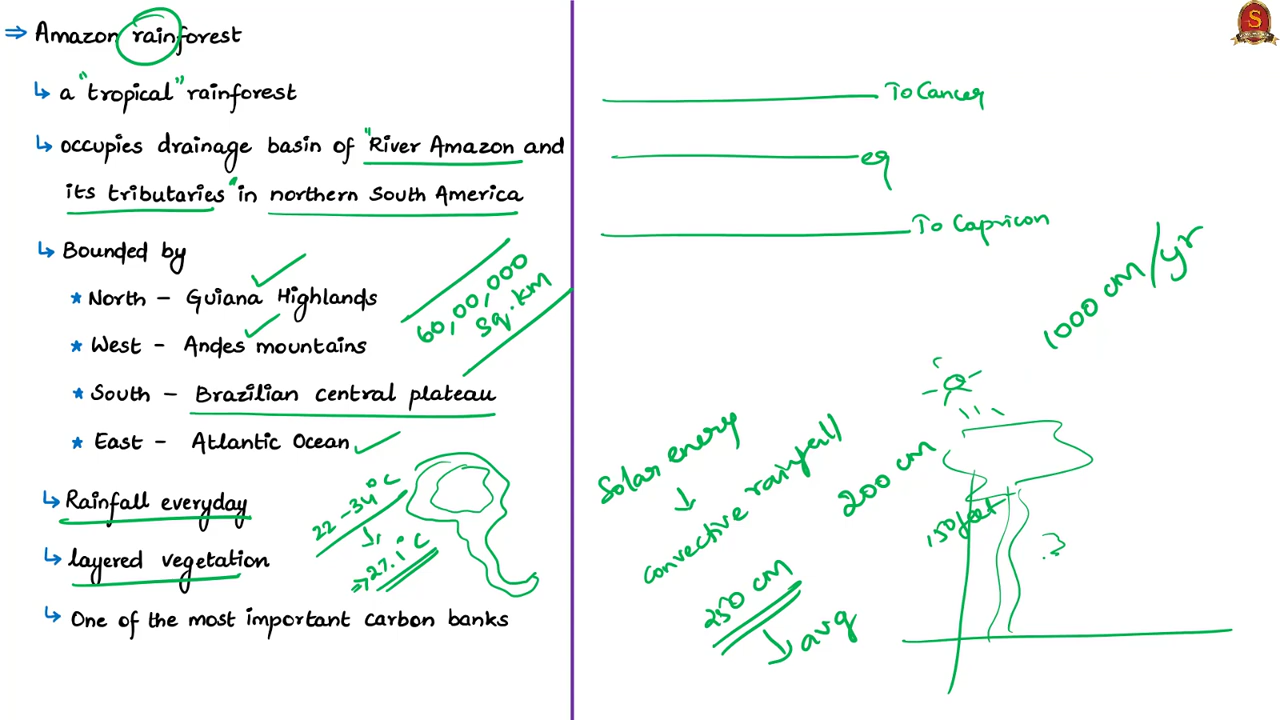 ⇒ Amazon rainforest
↳ a "tropical" rainforest
↳ occupies drainage basin of "River Amazon and
its tributaries" in northern South America
↳ Bounded by
* North - Guiana Highlands
* West - Andes mountains
* South - Brazilian central plateau
* East - Atlantic Ocean
↳ Rainfall everyday
↳ layered vegetation
↳ One of the most important carbon banks
60,00,000
Sq.KM
22-34°C
⇒ 27.1°C
To Cancer
eq
To Capricon
1000 cm/yr
Solar energy
↓
convective rainfall
200 cm
250 cm
↓ avg
150 feet
?
S